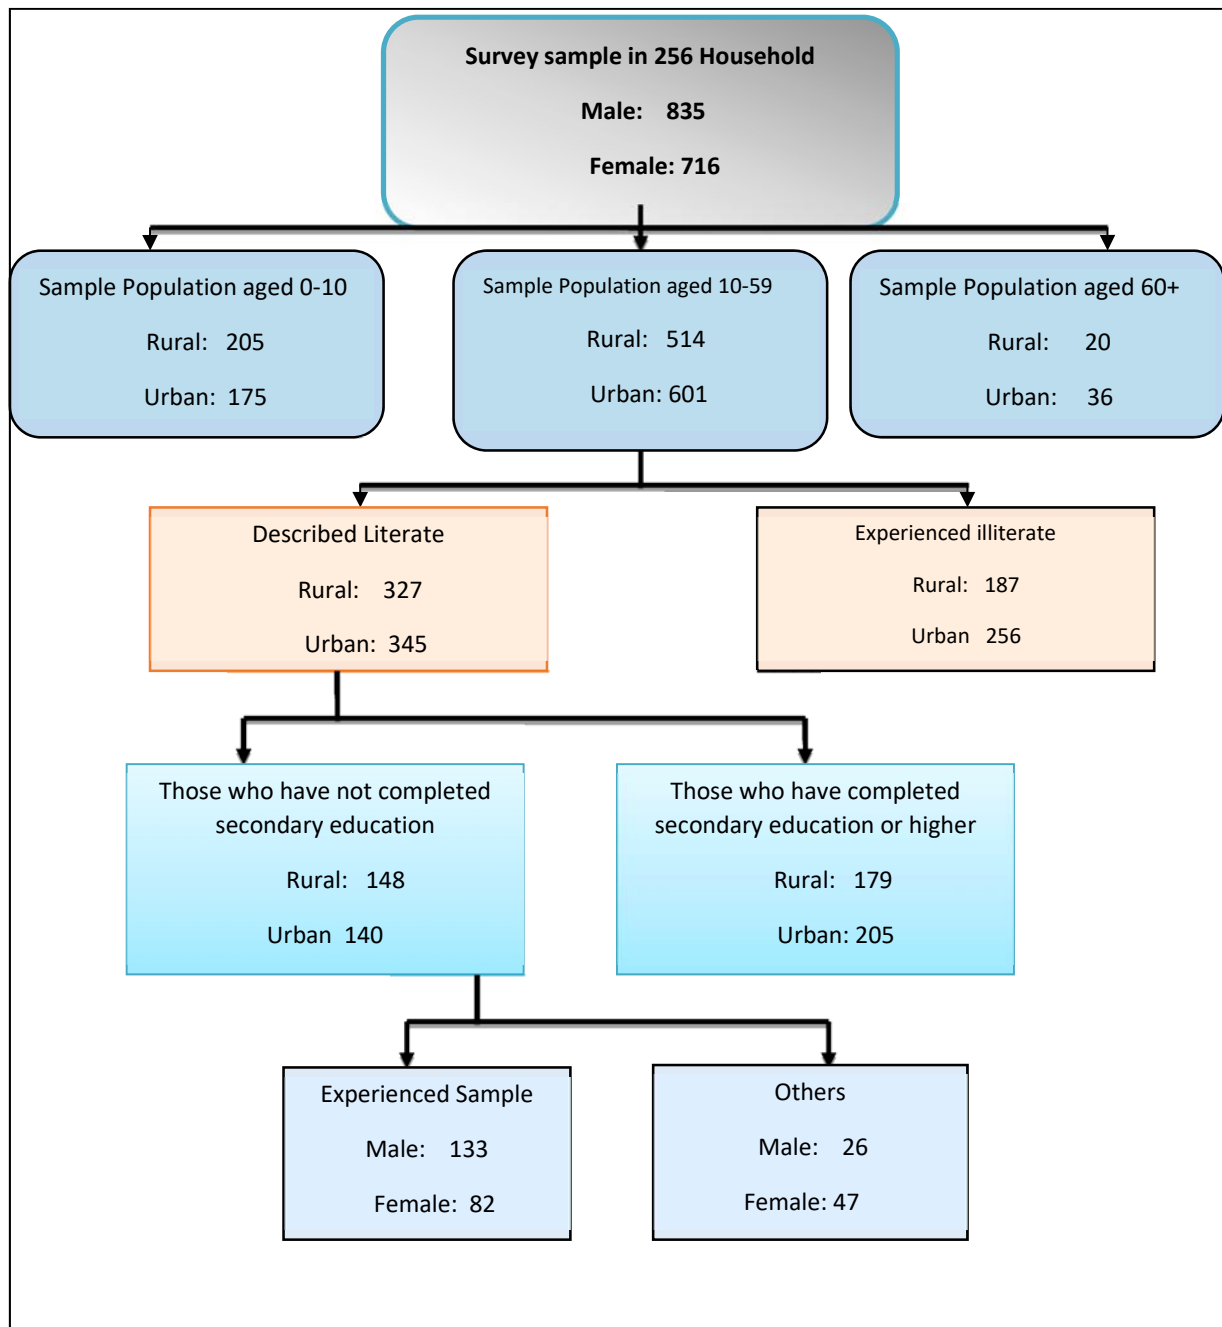 Survey sample in 256 Household
Male: 835
Female: 716
Sample Population aged 0-10
Rural: 205
Urban: 175
Sample Population aged 10-59
Rural: 514
Urban: 601
Sample Population aged 60+
Rural: 20
Urban: 36
Described Literate
Rural: 327
Urban: 345
Experienced illiterate
Rural: 187
Urban 256
Those who have not completed
secondary education
Rural: 148
Urban 140
Those who have completed
secondary education or higher
Rural: 179
Urban: 205
Experienced Sample
Male: 133
Female: 82
Others
Male: 26
Female: 47